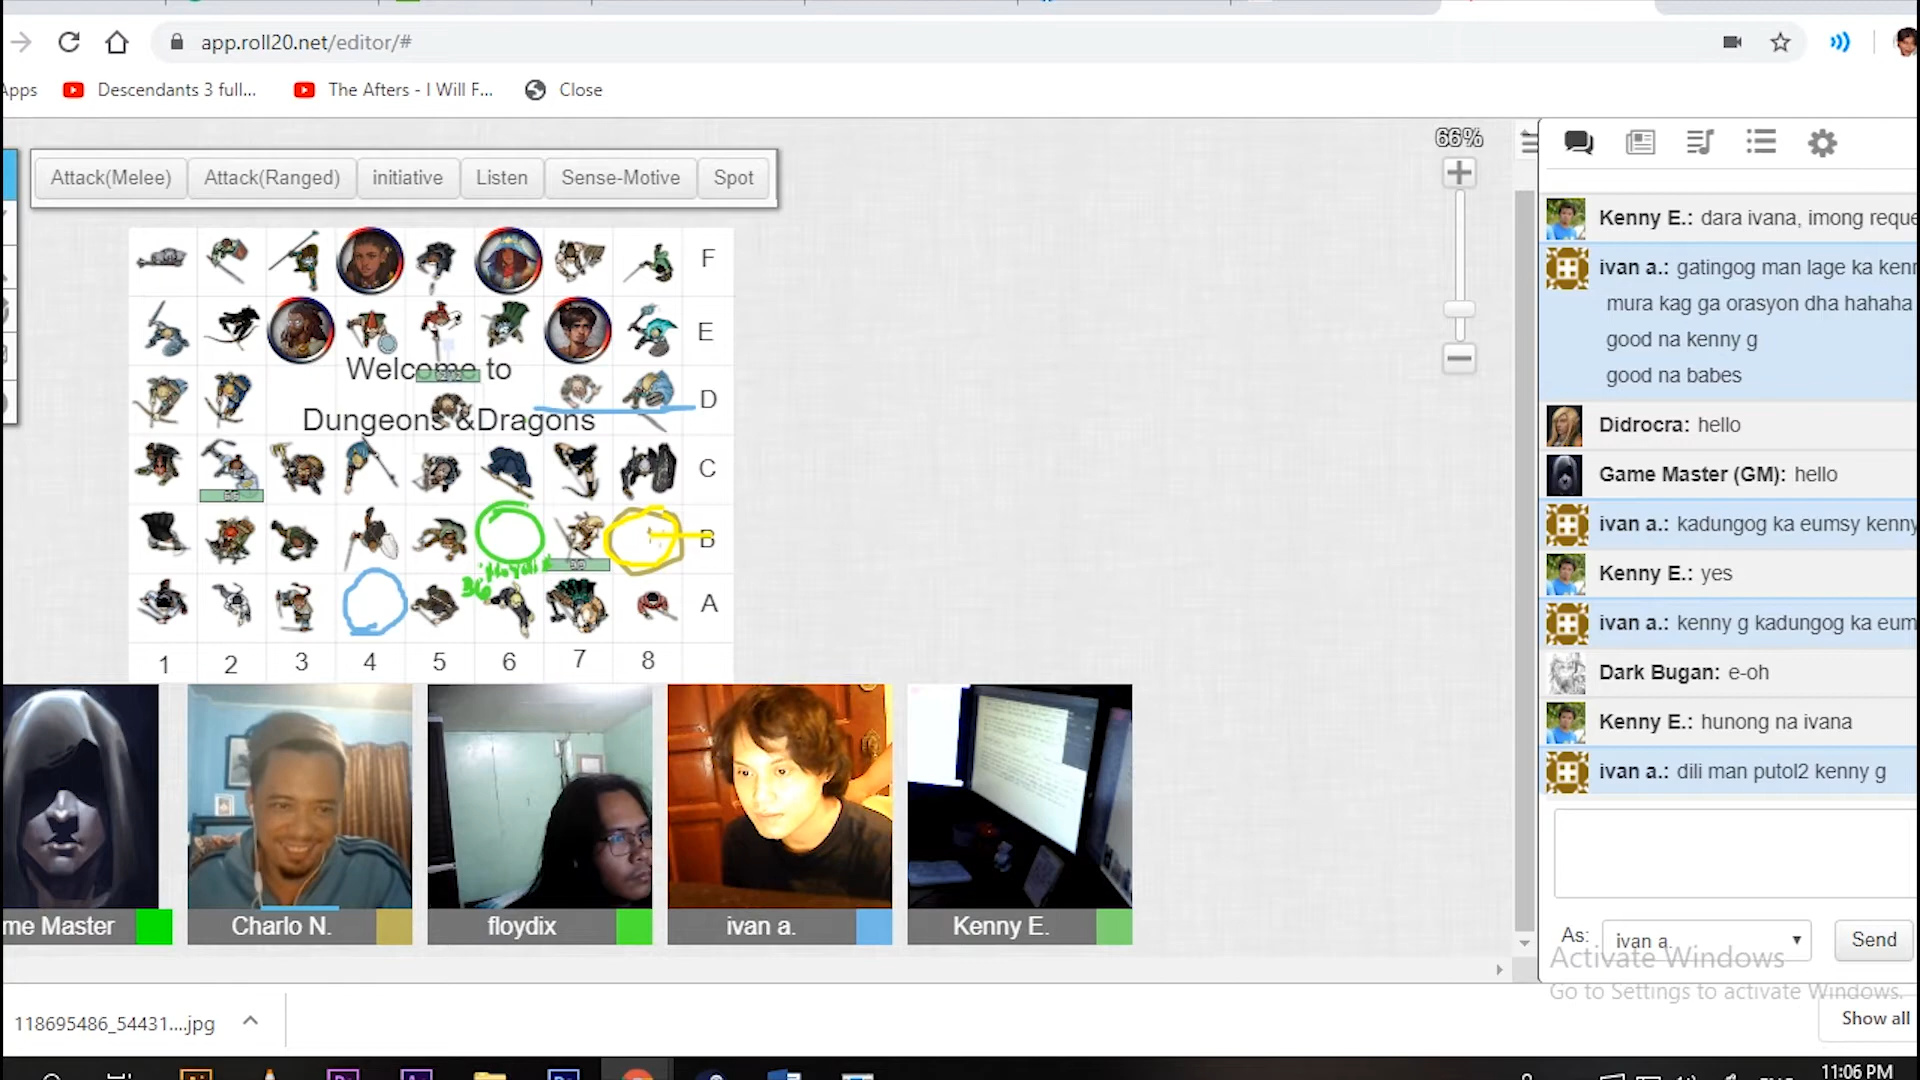 app.roll20.net/editor/#
Apps
Descendants 3 full...
The Afters - I Will F...
Close
66%
Attack(Melee)
Attack(Ranged)
initiative
Listen
Sense-Motive
Spot
F
E
Welcome to
D
Dungeons &Dragons
C
B
A
1 2 3 4 5 6 7 8
B6
me Master
Charlo N.
floydix
ivan a.
Kenny E.
Kenny E.: dara ivana, imong reque
ivan a.: gatingog man lage ka kenn
mura kag ga orasyon dha hahaha
good na kenny g
good na babes
Didrocra: hello
Game Master (GM): hello
ivan a.: kadungog ka eumsy kenny
Kenny E.: yes
ivan a.: kenny g kadungog ka eum
Dark Bugan: e-oh
Kenny E.: hunong na ivana
ivan a.: dili man putol2 kenny g
As:
ivan a.
Send
Activate Windows
Go to Settings to activate Windows.
118695486_54431....jpg
Show all
11:06 PM